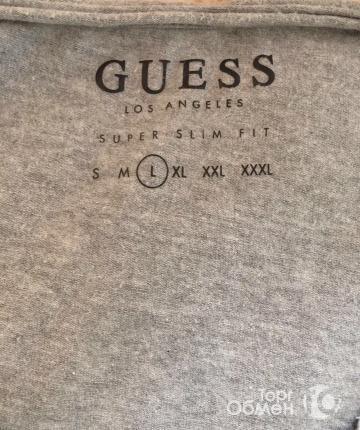 GUESS
LOS ANGELES
SUPER SLIM FIT
S M L XL XXL XXXL
Торг
Обмен